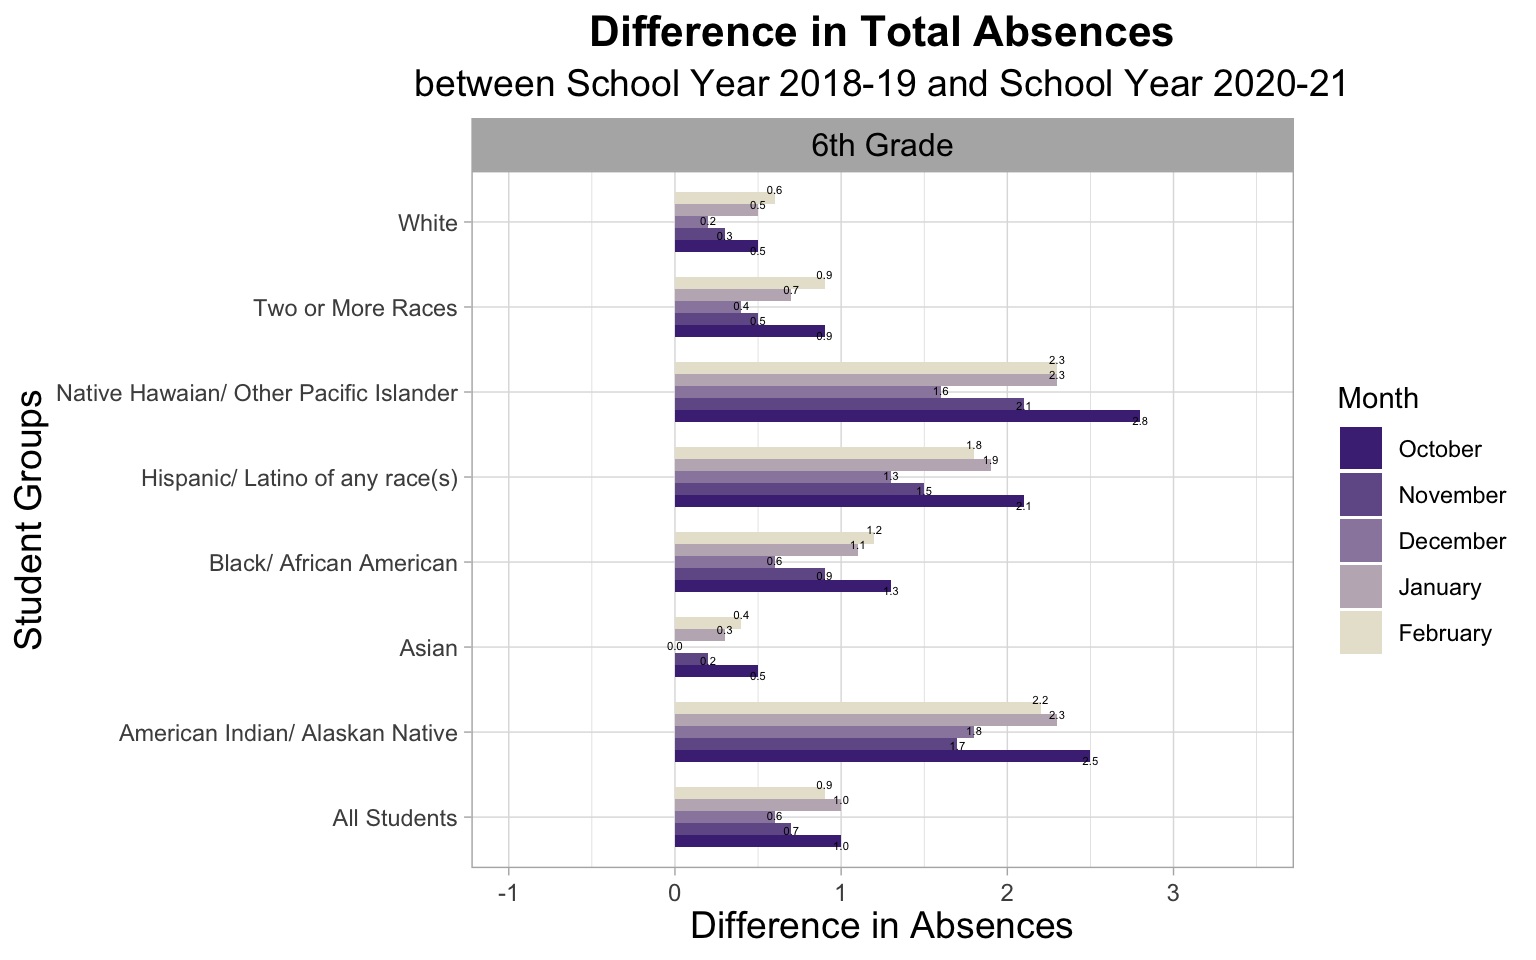 Difference in Total Absences
between School Year 2018-19 and School Year 2020-21
6th Grade
Student Groups
White
0.6
0.5
0.2
0.3
0.5
Two or More Races
0.9
0.7
0.4
0.5
0.9
Native Hawaian/ Other Pacific Islander
2.3
2.3
1.6
2.1
2.8
Hispanic/ Latino of any race(s)
1.8
1.9
1.3
1.5
2.1
Black/ African American
1.2
1.1
0.6
0.9
1.3
Asian
0.4
0.3
0.0
0.2
0.5
American Indian/ Alaskan Native
2.2
2.3
1.8
1.7
2.5
All Students
0.9
1.0
0.6
0.7
1.0
-1 0 1 2 3
Difference in Absences
Month
October
November
December
January
February